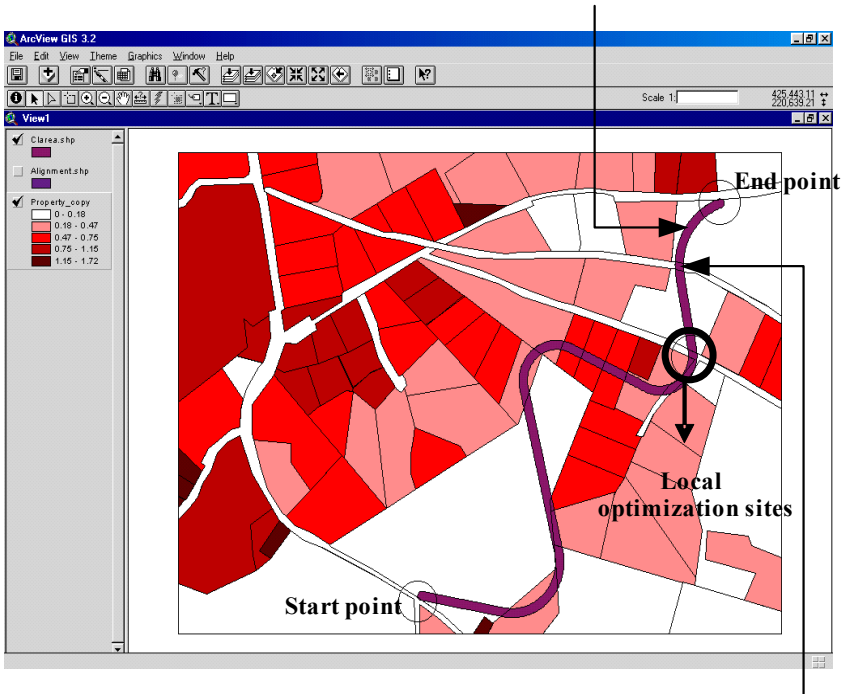 ArcView GIS 3.2
File Edit View Theme Graphics Window Help
Scale 1:
425,443.11
220,639.21
View1
Clarea.shp
Alignment.shp
Property_copy
0 - 0.18
0.18 - 0.47
0.47 - 0.75
0.75 - 1.15
1.15 - 1.72
End point
Local
optimization sites
Start point